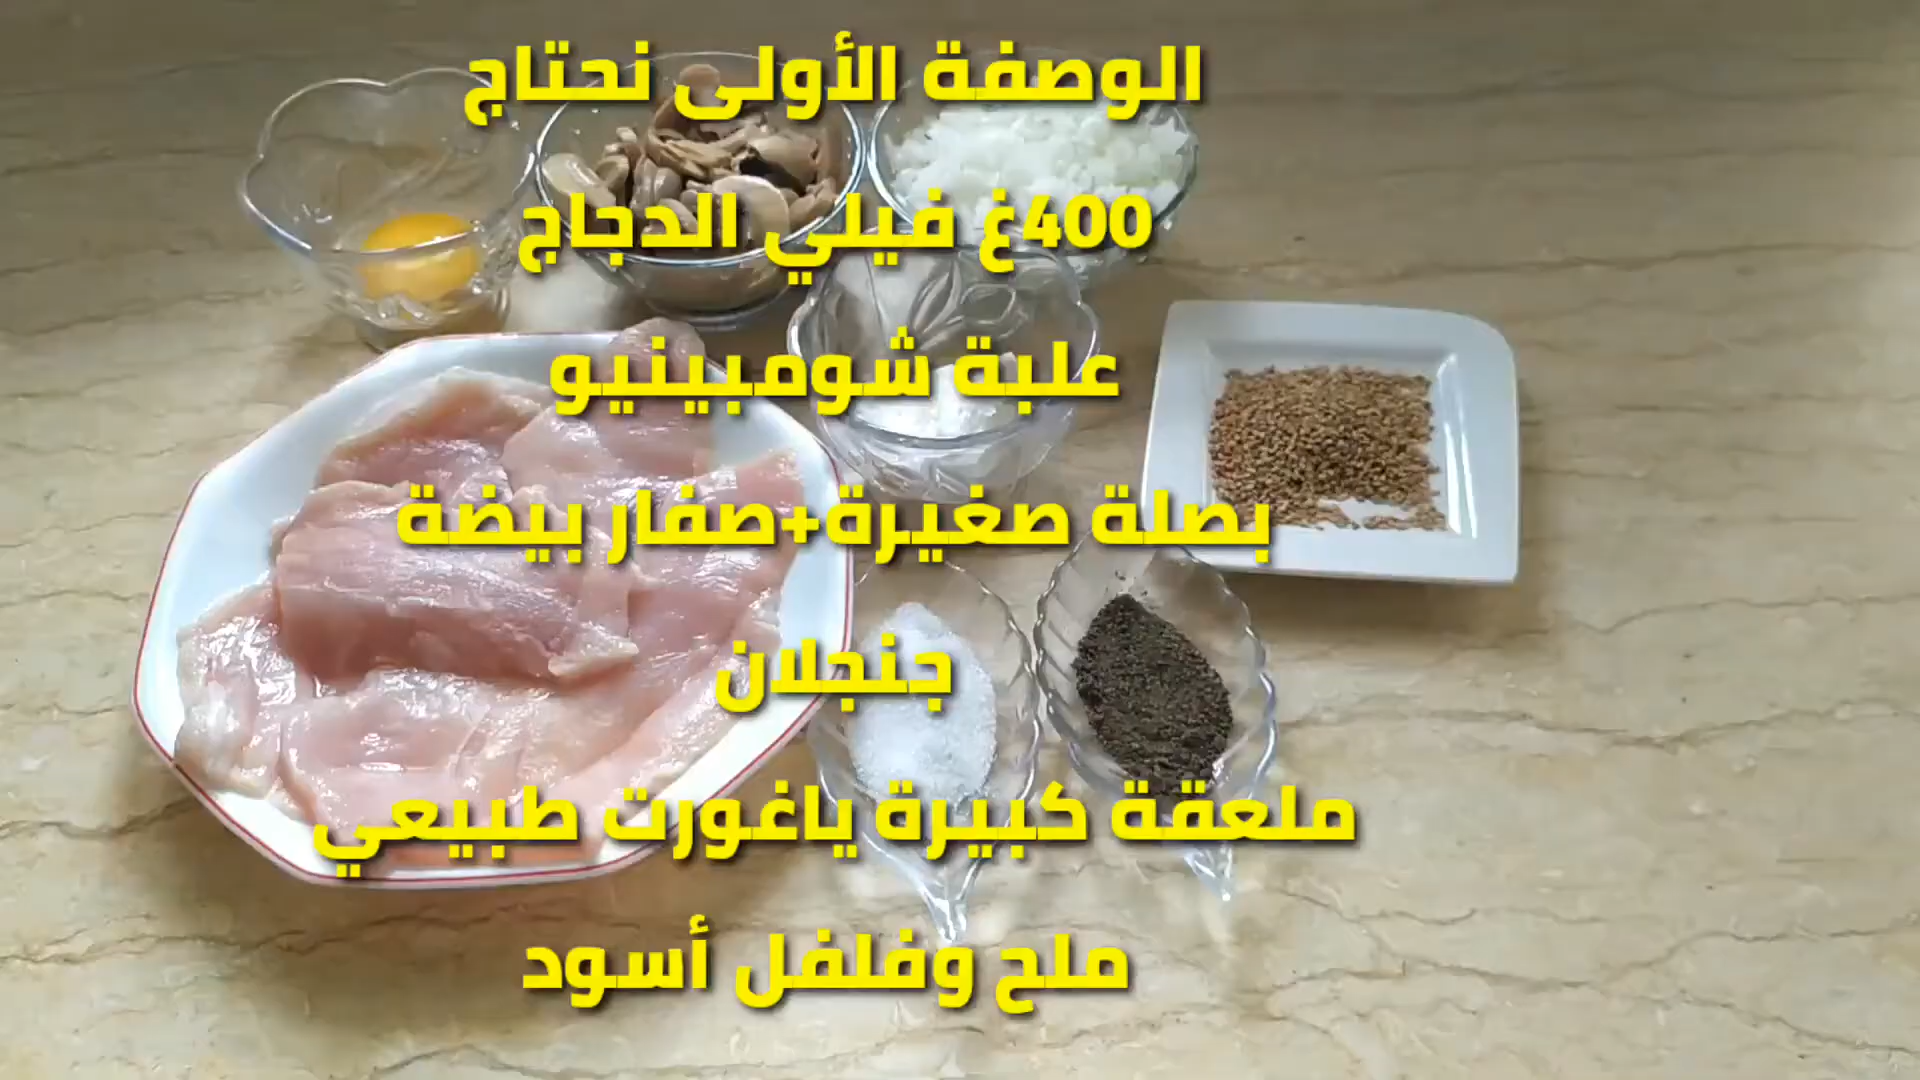 الوصفة الأولى نحتاج
400غ فيلي الدجاج
علبة شومبينيو
بصلة صغيرة+صفار بيضة
جنجلان
ملعقة كبيرة ياغورت طبيعي
ملح وفلفل أسود